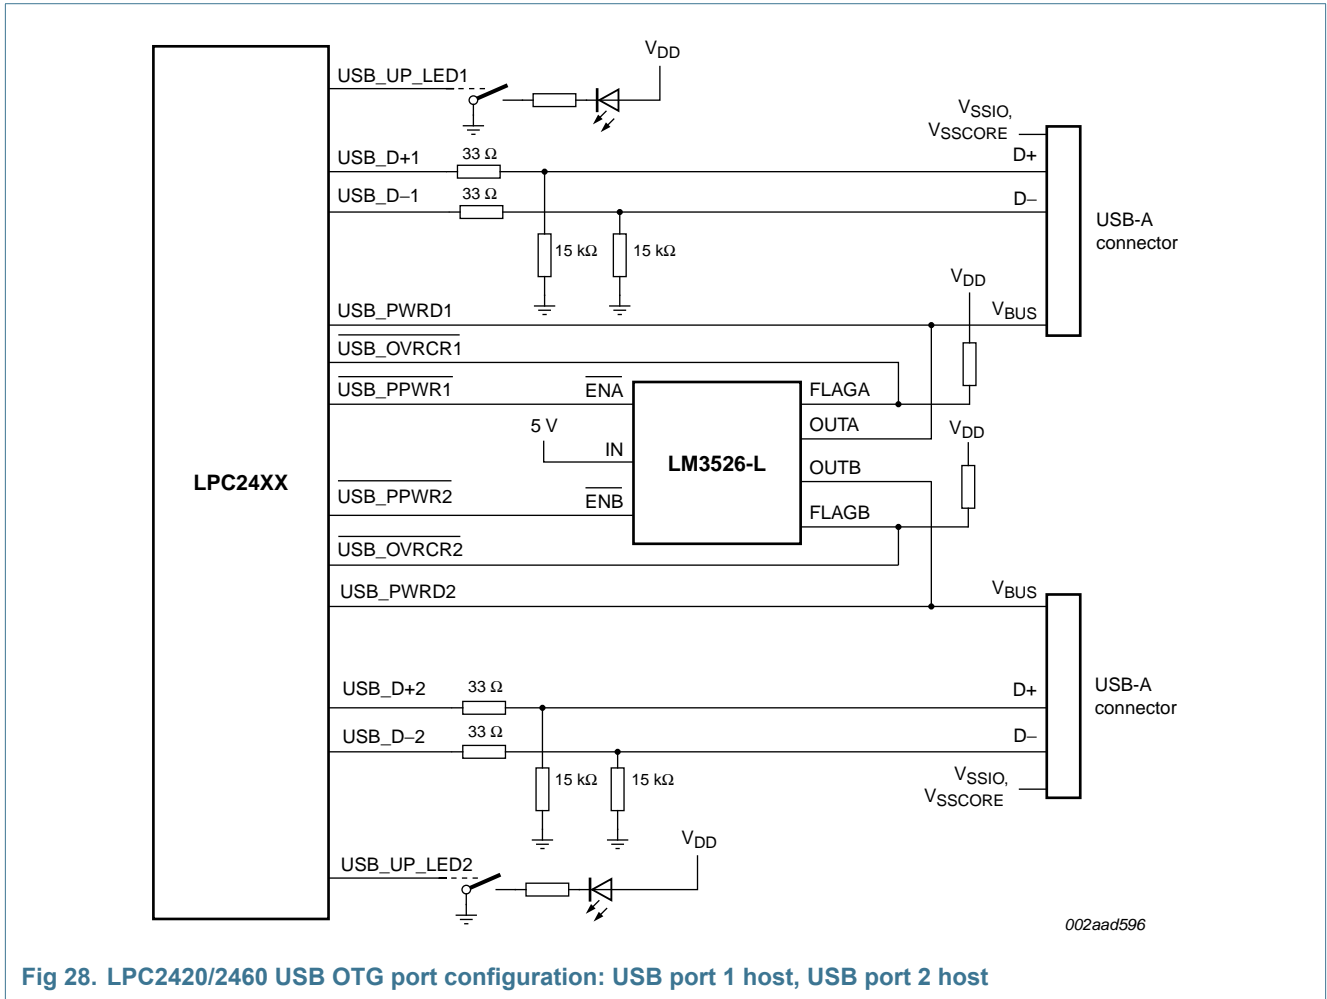 USB_UP_LED1
VDD
VSSIO,
VSSCORE
USB_D+1
33 Ω
D+
USB_D−1
33 Ω
D−
USB-A
connector
15 kΩ
15 kΩ
VDD
USB_PWRD1
VBUS
USB_OVRCR1
USB_PPWR1
ENA
FLAGA
5 V
OUTA
VDD
IN
LM3526-L
LPC24XX
OUTB
USB_PPWR2
ENB
FLAGB
USB_OVRCR2
USB_PWRD2
VBUS
USB_D+2
33 Ω
D+
USB-A
connector
USB_D−2
33 Ω
D−
15 kΩ
15 kΩ
VSSIO,
VSSCORE
VDD
USB_UP_LED2
002aad596
Fig 28. LPC2420/2460 USB OTG port configuration: USB port 1 host, USB port 2 host